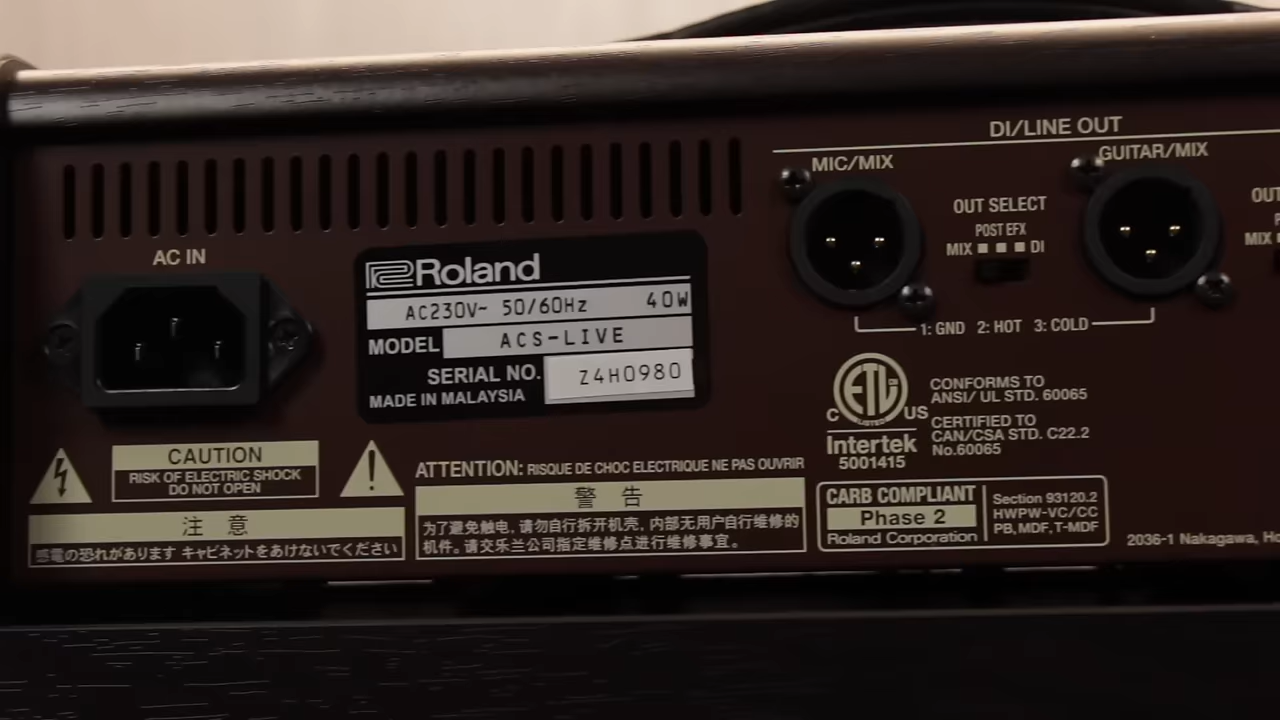 DI/LINE OUT
MIC/MIX
GUITAR/MIX
OUT SELECT
POST EFX
MIX DI
MIX
1: GND 2: HOT 3: COLD
AC IN
Roland
AC230V~ 50/60Hz 40W
MODEL ACS-LIVE
SERIAL NO. Z4H0980
MADE IN MALAYSIA
CAUTION
RISK OF ELECTRIC SHOCK
DO NOT OPEN
注 意
感電の恐れがあります キャビネットをあけないでください
ATTENTION: RISQUE DE CHOC ELECTRIQUE NE PAS OUVRIR
警 告
为了避免触电, 请勿自行拆开机壳, 内部无用户自行维修的
机件。请交乐兰公司指定维修点进行维修事宜。
ETL
LISTED
C US
Intertek
5001415
CONFORMS TO
ANSI/ UL STD. 60065
CERTIFIED TO
CAN/CSA STD. C22.2
No.60065
CARB COMPLIANT
Phase 2
Roland Corporation
Section 93120.2
HWPW-VC/CC
PB, MDF, T-MDF
2036-1 Nakagawa,